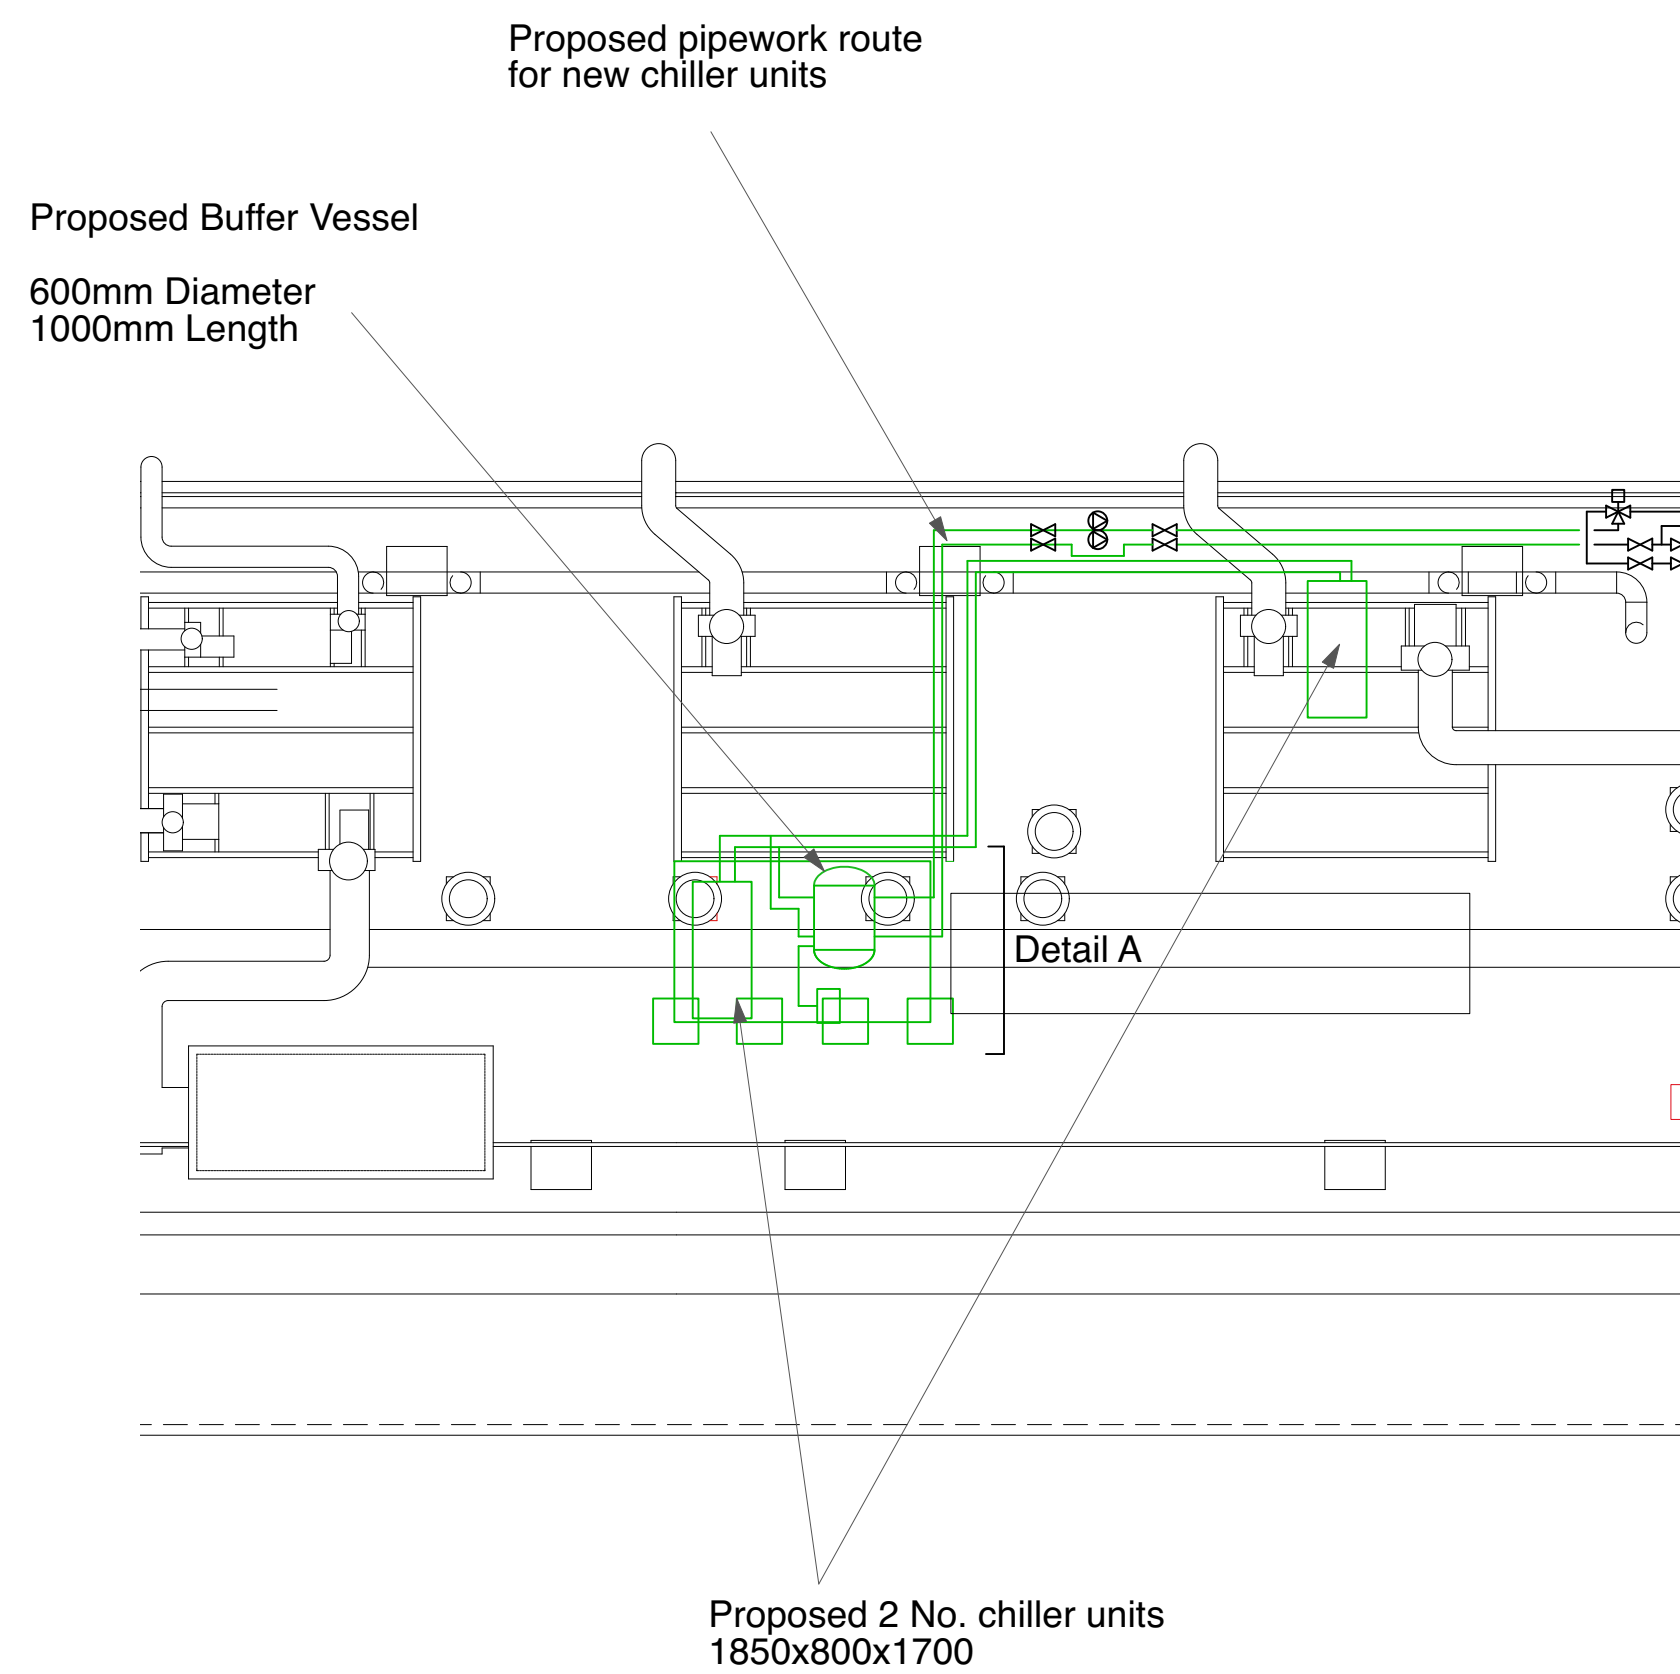 Proposed pipework route
for new chiller units
Proposed Buffer Vessel
600mm Diameter
1000mm Length
Detail A
Proposed 2 No. chiller units
1850x800x1700